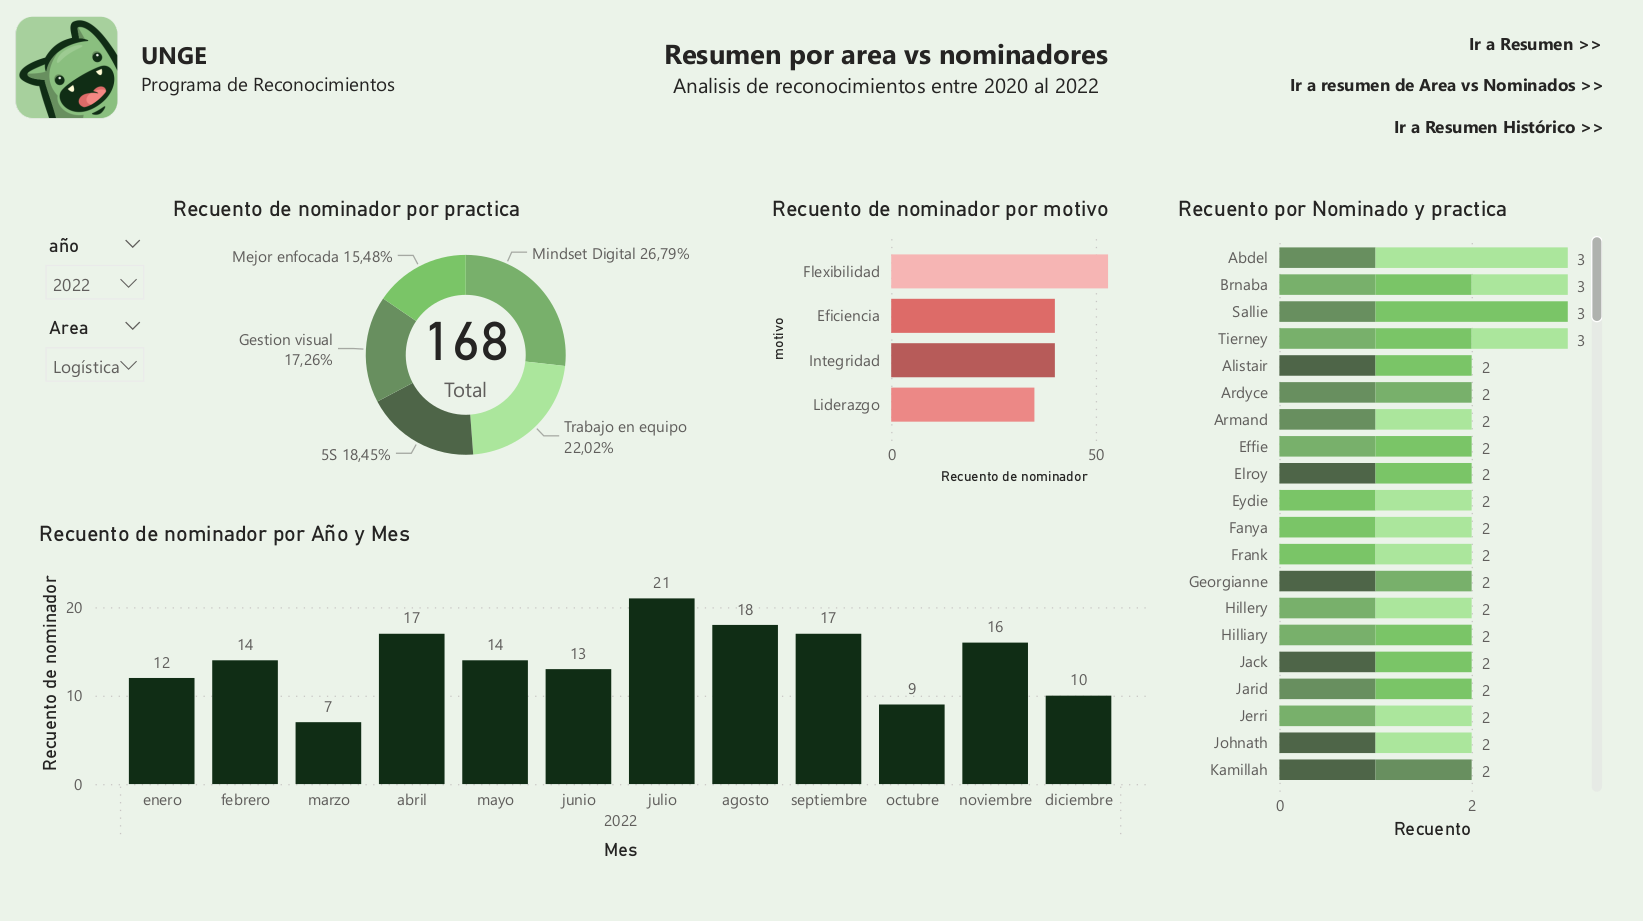 UNGE
Programa de Reconocimientos
Resumen por area vs nominadores
Analisis de reconocimientos entre 2020 al 2022
Ir a Resumen >>
Ir a resumen de Area vs Nominados >>
Ir a Resumen Histórico >>
año
2022
Area
Logística
Recuento de nominador por practica
Mejor enfocada 15,48%
Mindset Digital 26,79%
Gestion visual
17,26%
168
Total
Trabajo en equipo
22,02%
5S 18,45%
Recuento de nominador por motivo
motivo
Flexibilidad
Eficiencia
Integridad
Liderazgo
0 50
Recuento de nominador
Recuento por Nominado y practica
Abdel 3
Brnaba 3
Sallie 3
Tierney 3
Alistair 2
Ardyce 2
Armand 2
Effie 2
Elroy 2
Eydie 2
Fanya 2
Frank 2
Georgianne 2
Hillery 2
Hilliary 2
Jack 2
Jarid 2
Jerri 2
Johnath 2
Kamillah 2
0 2
Recuento
Recuento de nominador por Año y Mes
Recuento de nominador
20
10
0
12 14 7 17 14 13 21 18 17 9 16 10
enero febrero marzo abril mayo junio julio agosto septiembre octubre noviembre diciembre
2022
Mes